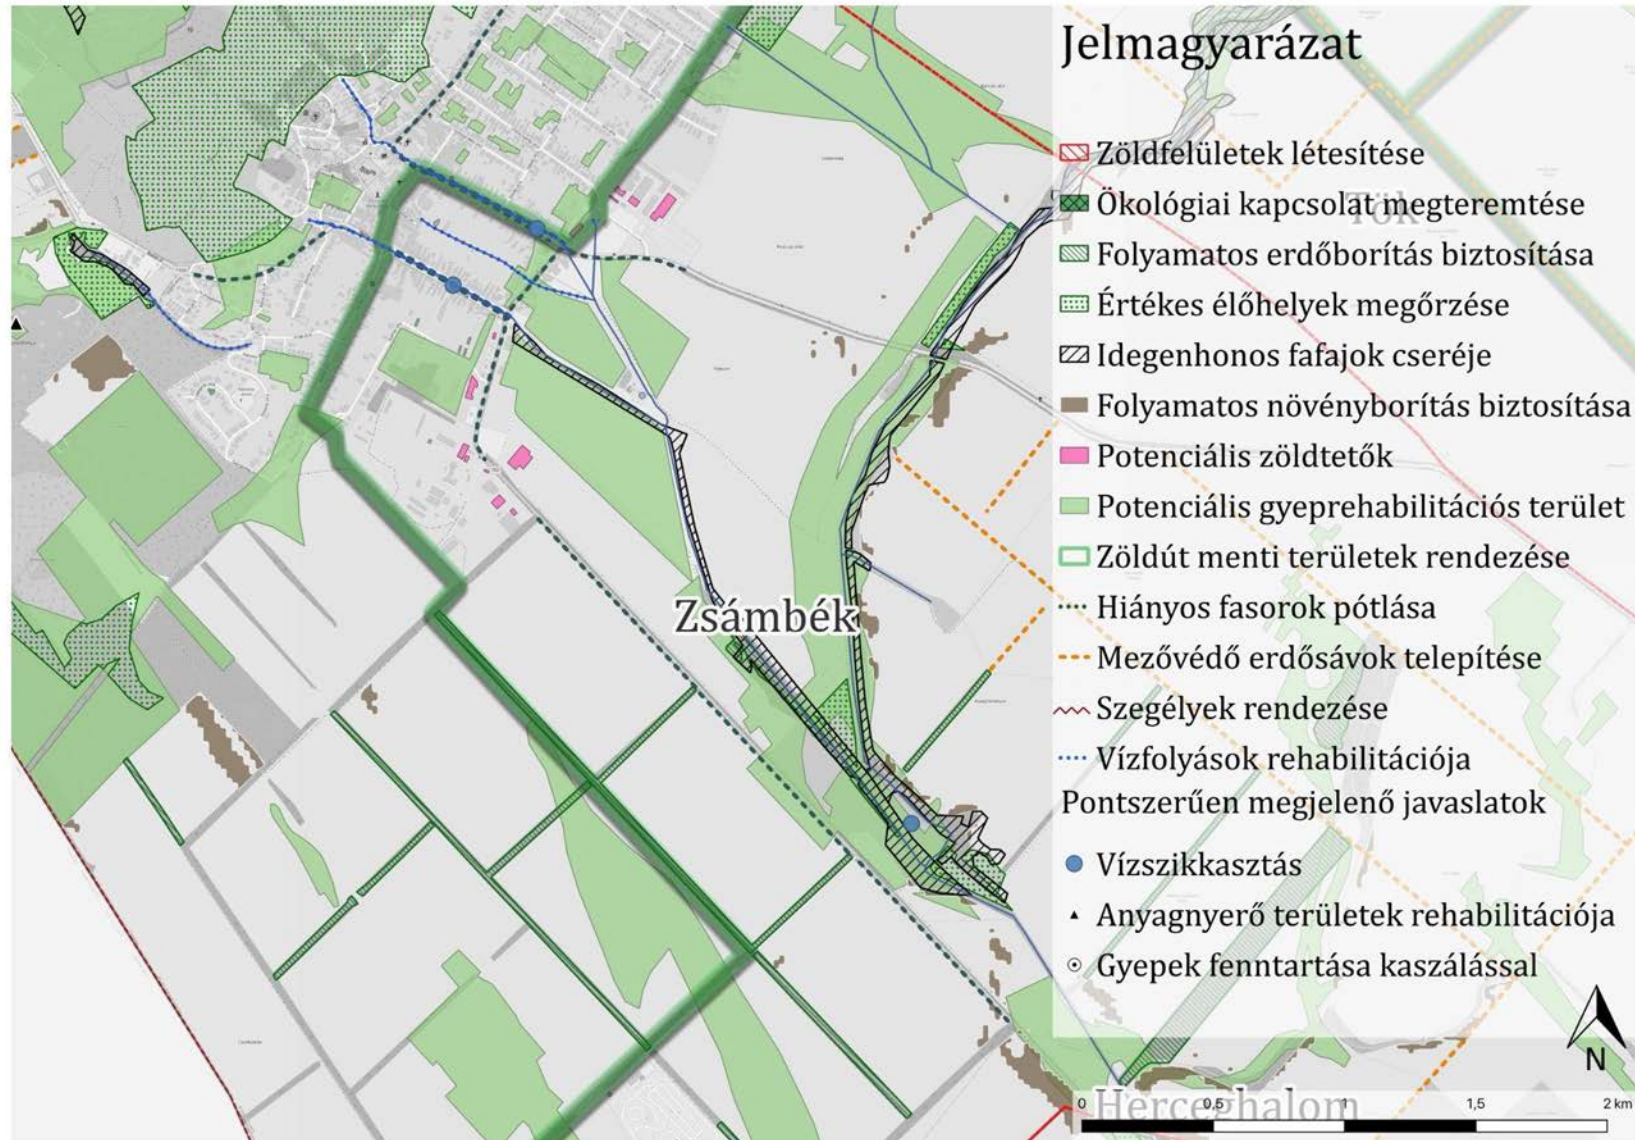 Jelmagyarázat
Zöldfelületek létesítése
Ökológiai kapcsolat megteremtése
Folyamatos erdőborítás biztosítása
Értékes élőhelyek megőrzése
Idegenhonos fafajok cseréje
Folyamatos növényborítás biztosítása
Potenciális zöldtetők
Potenciális gyeprehabilitációs terület
Zöldút menti területek rendezése
Hiányos fasorok pótlása
Mezővédő erdősávok telepítése
Szegélyek rendezése
Vízfolyások rehabilitációja
Pontszerűen megjelenő javaslatok
Vízszikkasztás
Anyagnyerő területek rehabilitációja
Gyepek fenntartása kaszálással
N
0 0,5 1 1,5 2 km
Tök
Zsámbék
Herceghalom